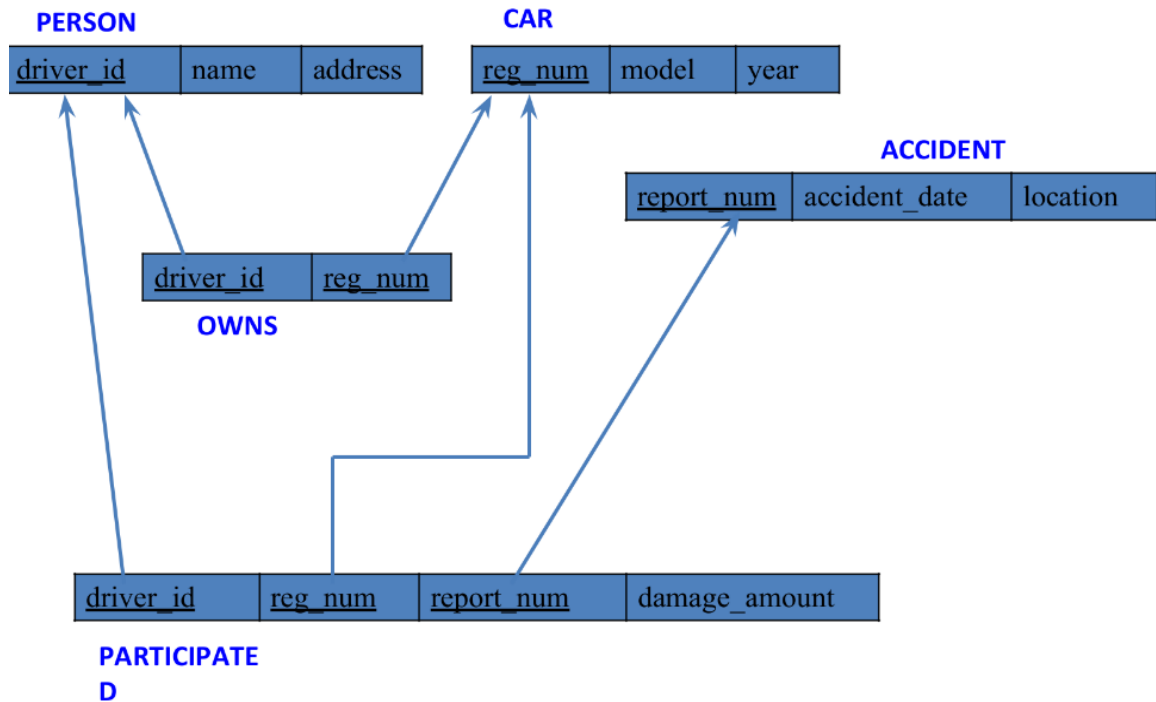 PERSON
CAR
driver_id name address
reg_num model year
ACCIDENT
report_num accident_date location
driver_id reg_num
OWNS
driver_id reg_num report_num damage_amount
PARTICIPATE
D